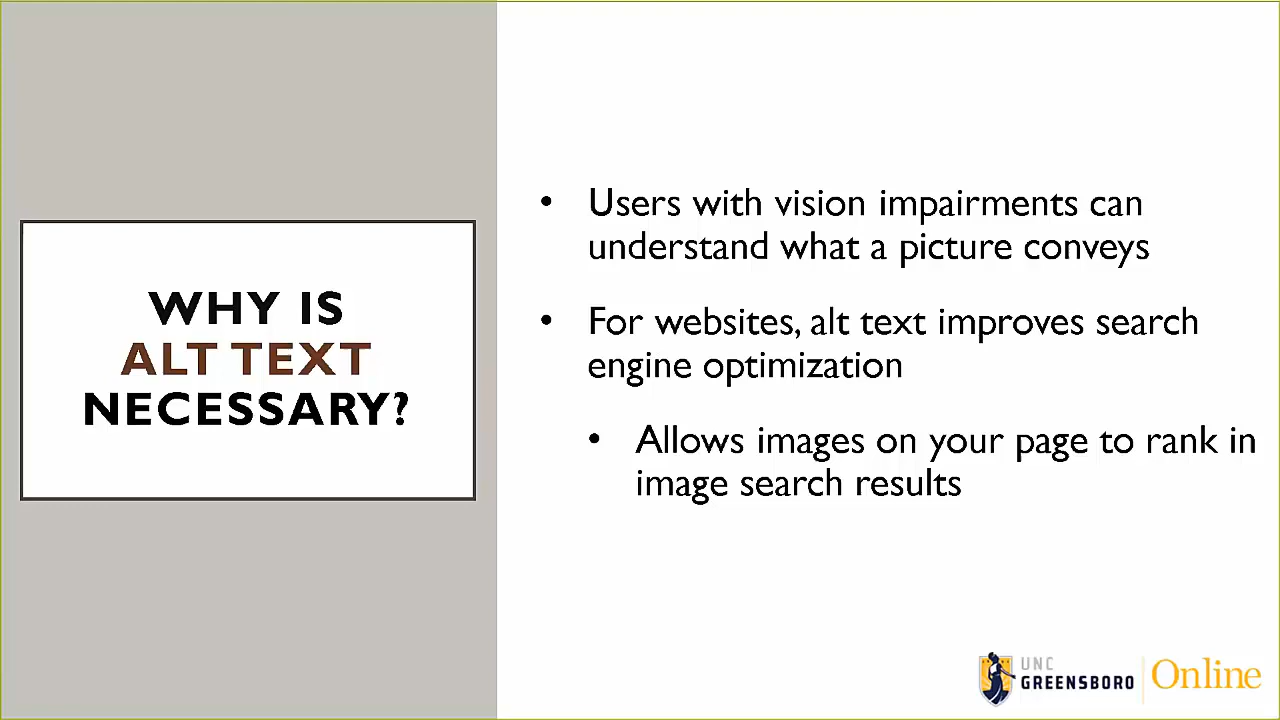 WHY IS
ALT TEXT
NECESSARY?
• Users with vision impairments can
understand what a picture conveys
• For websites, alt text improves search
engine optimization
• Allows images on your page to rank in
image search results
UNC
GREENSBORO
Online